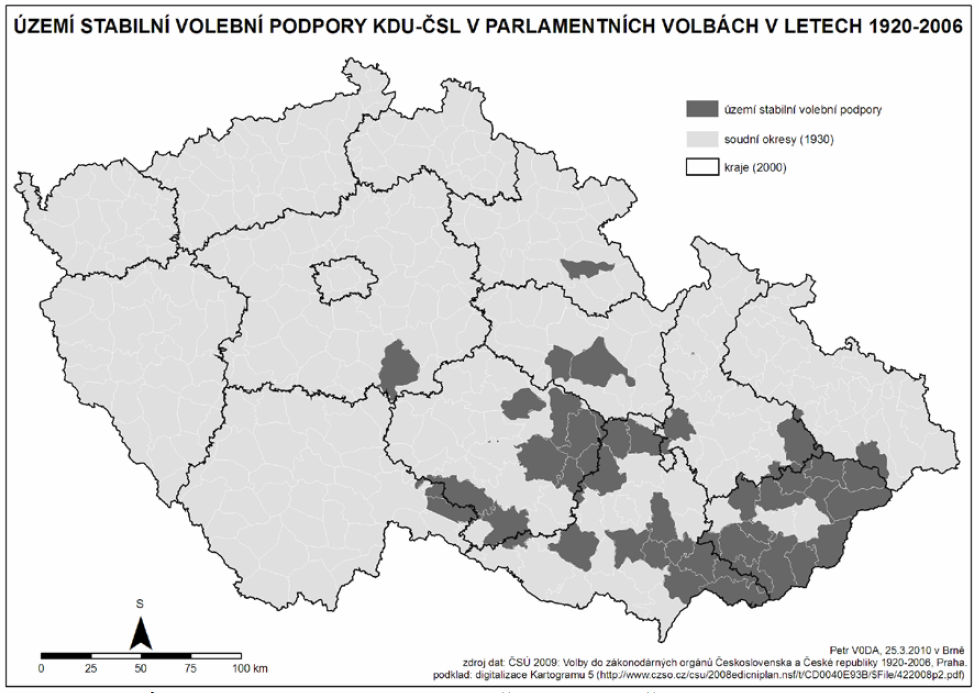 ÚZEMÍ STABILNÍ VOLEBNÍ PODPORY KDU-ČSL V PARLAMENTNÍCH VOLBÁCH V LETECH 1920-2006
území stabilní volební podpory
soudní okresy (1930)
kraje (2000)
S
0 25 50 75 100 km
Petr VODA, 25.3.2010 v Brně
zdroj dat: ČSÚ 2009: Volby do zákonodárných orgánů Československa a České republiky 1920-2006, Praha.
podklad: digitalizace Kartogramu 5 (http://www.czso.cz/csu/2008edicniplan.nsf/t/CD0040E93B/$File/422008p2.pdf)